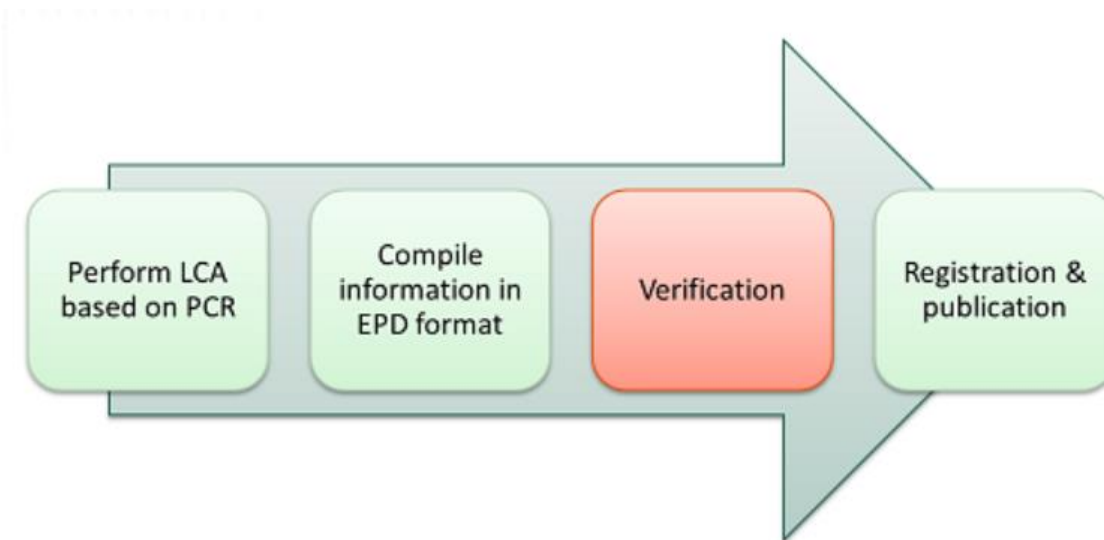 Perform LCA
based on PCR
Compile
information in
EPD format
Verification
Registration &
publication